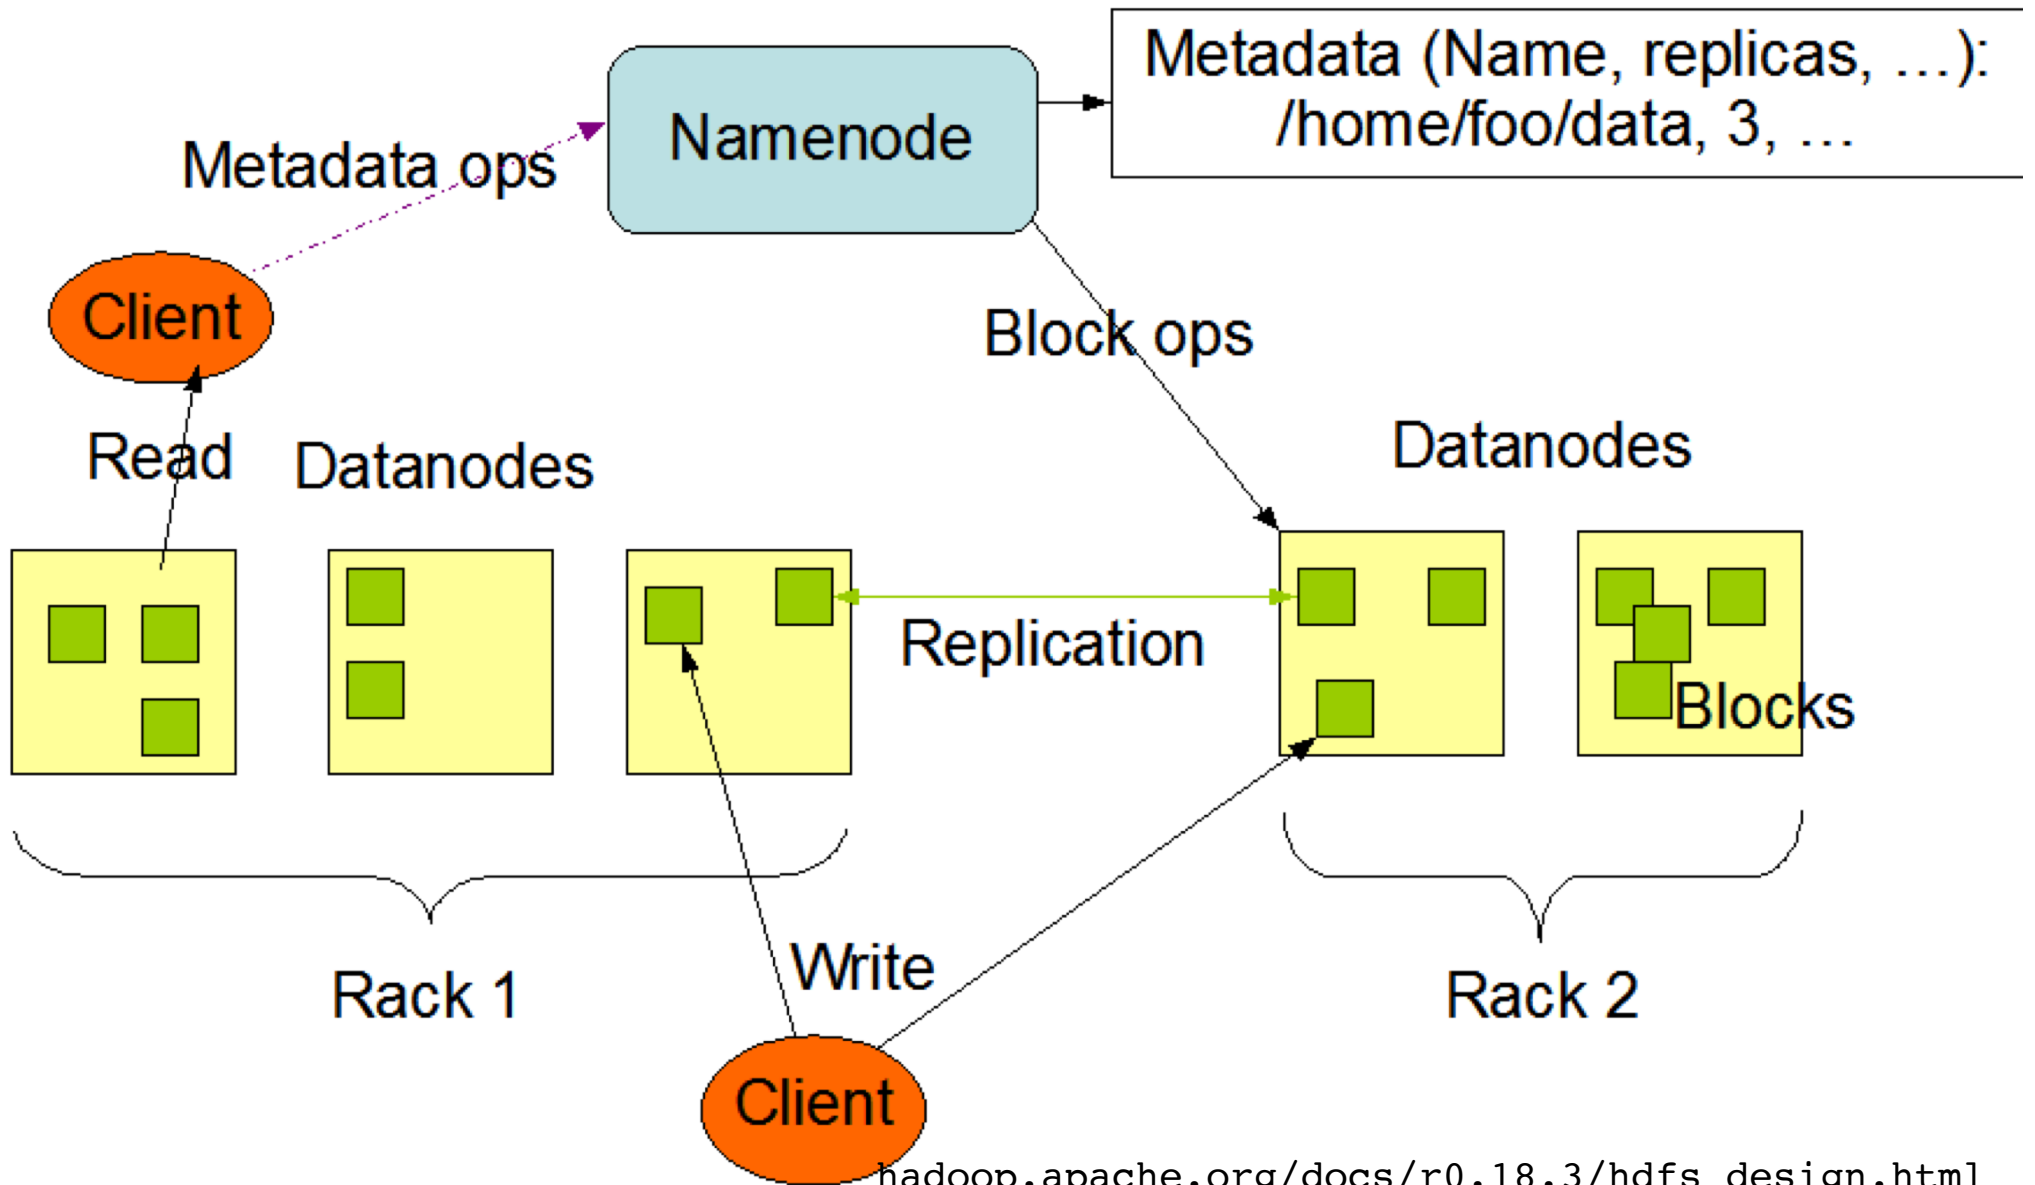 Metadata (Name, replicas, ...):
/home/foo/data, 3, ...
Namenode
Metadata ops
Client
Block ops
Read
Datanodes
Datanodes
Replication
Blocks
Write
Rack 1
Rack 2
Client
hadoop.apache.org/docs/r0.18.3/hdfs_design.html